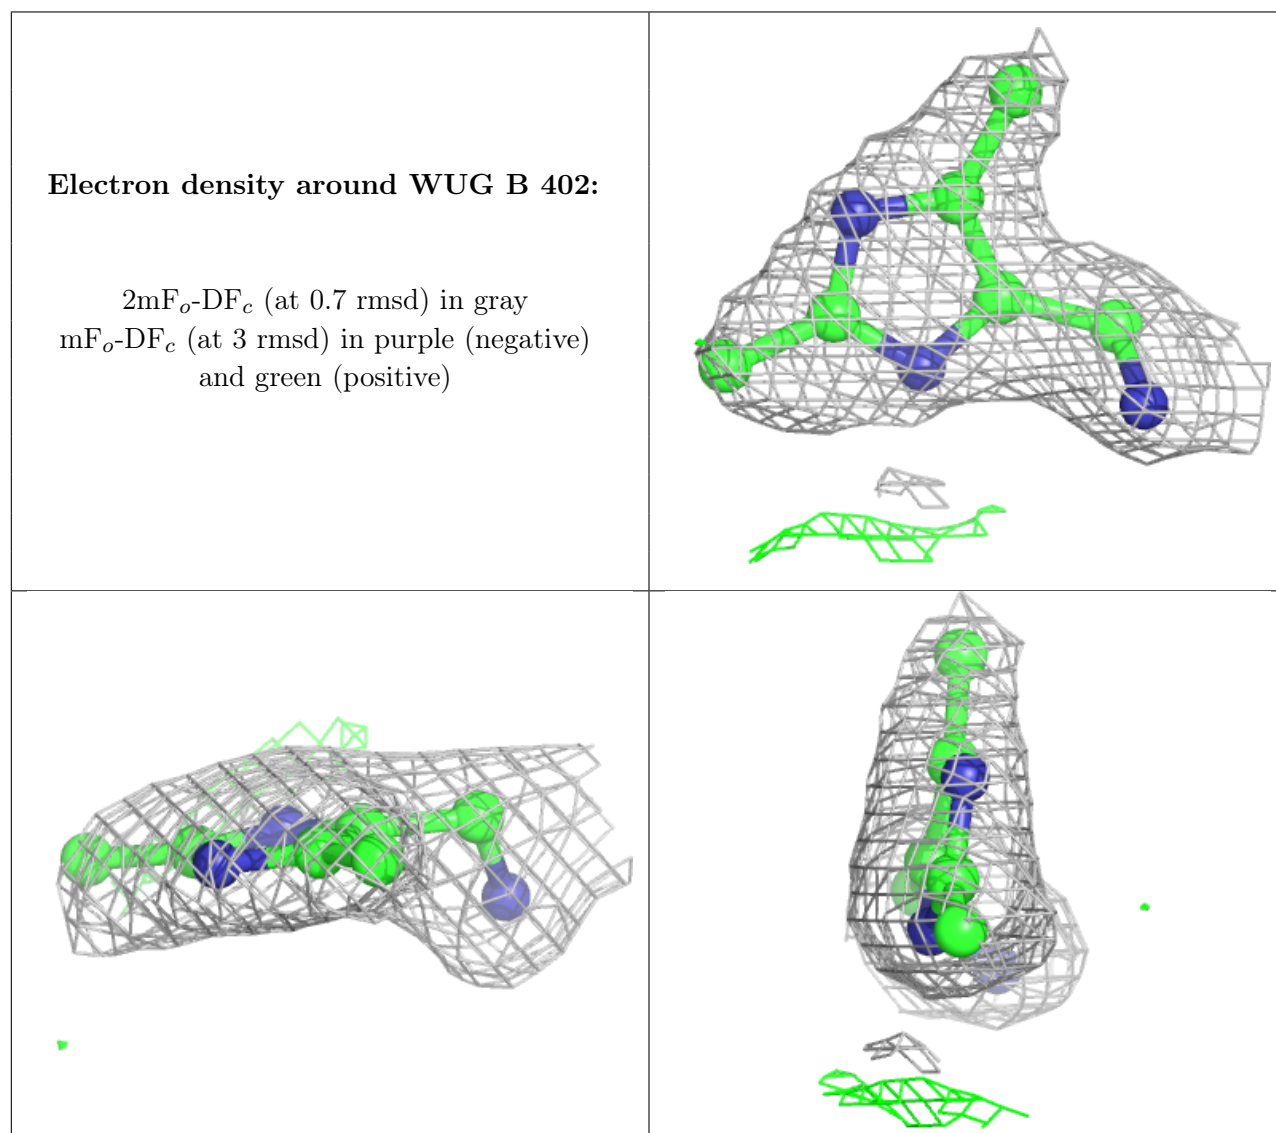 Electron density around WUG B 402:
2mFₒ-DF𝑐 (at 0.7 rmsd) in gray
mFₒ-DF𝑐 (at 3 rmsd) in purple (negative)
and green (positive)